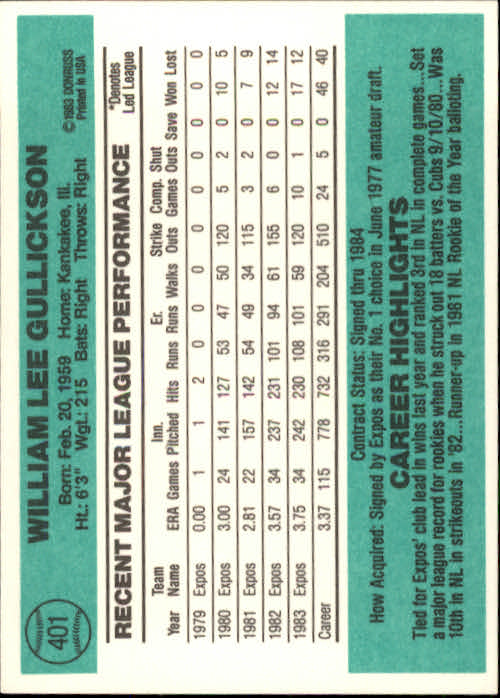 401
WILLIAM LEE GULLICKSON
Born: Feb. 20, 1959 Home: Kankakee, Ill.
Ht.: 6'3" Wgt.: 215 Bats: Right Throws: Right
©1983 DONRUSS
Printed in USA
RECENT MAJOR LEAGUE PERFORMANCE
*Denotes
Led League
Team Inn. Er. Strike Comp. Shut
Year Name ERA Games Pitched Hits Runs Runs Walks Outs Games Outs Save Won Lost
1979 Expos 0.00 1 1 2 0 0 0 0 0 0 0 0 0
1980 Expos 3.00 24 141 127 53 47 50 120 5 2 0 10 5
1981 Expos 2.81 22 157 142 54 49 34 115 3 2 0 7 9
1982 Expos 3.57 34 237 231 101 94 61 155 6 0 0 12 14
1983 Expos 3.75 34 242 230 108 101 59 120 10 1 0 17 12
Career 3.37 115 778 732 316 291 204 510 24 5 0 46 40
Contract Status: Signed thru 1984
How Acquired: Signed by Expos as their No. 1 choice in June 1977 amateur draft.
CAREER HIGHLIGHTS
Tied for Expos' club lead in wins last year and ranked 3rd in NL in complete games...Set
a major league record for rookies when he struck out 18 batters vs. Cubs 9/10/80...Was
10th in NL in strikeouts in '82...Runner-up in 1981 NL Rookie of the Year balloting.